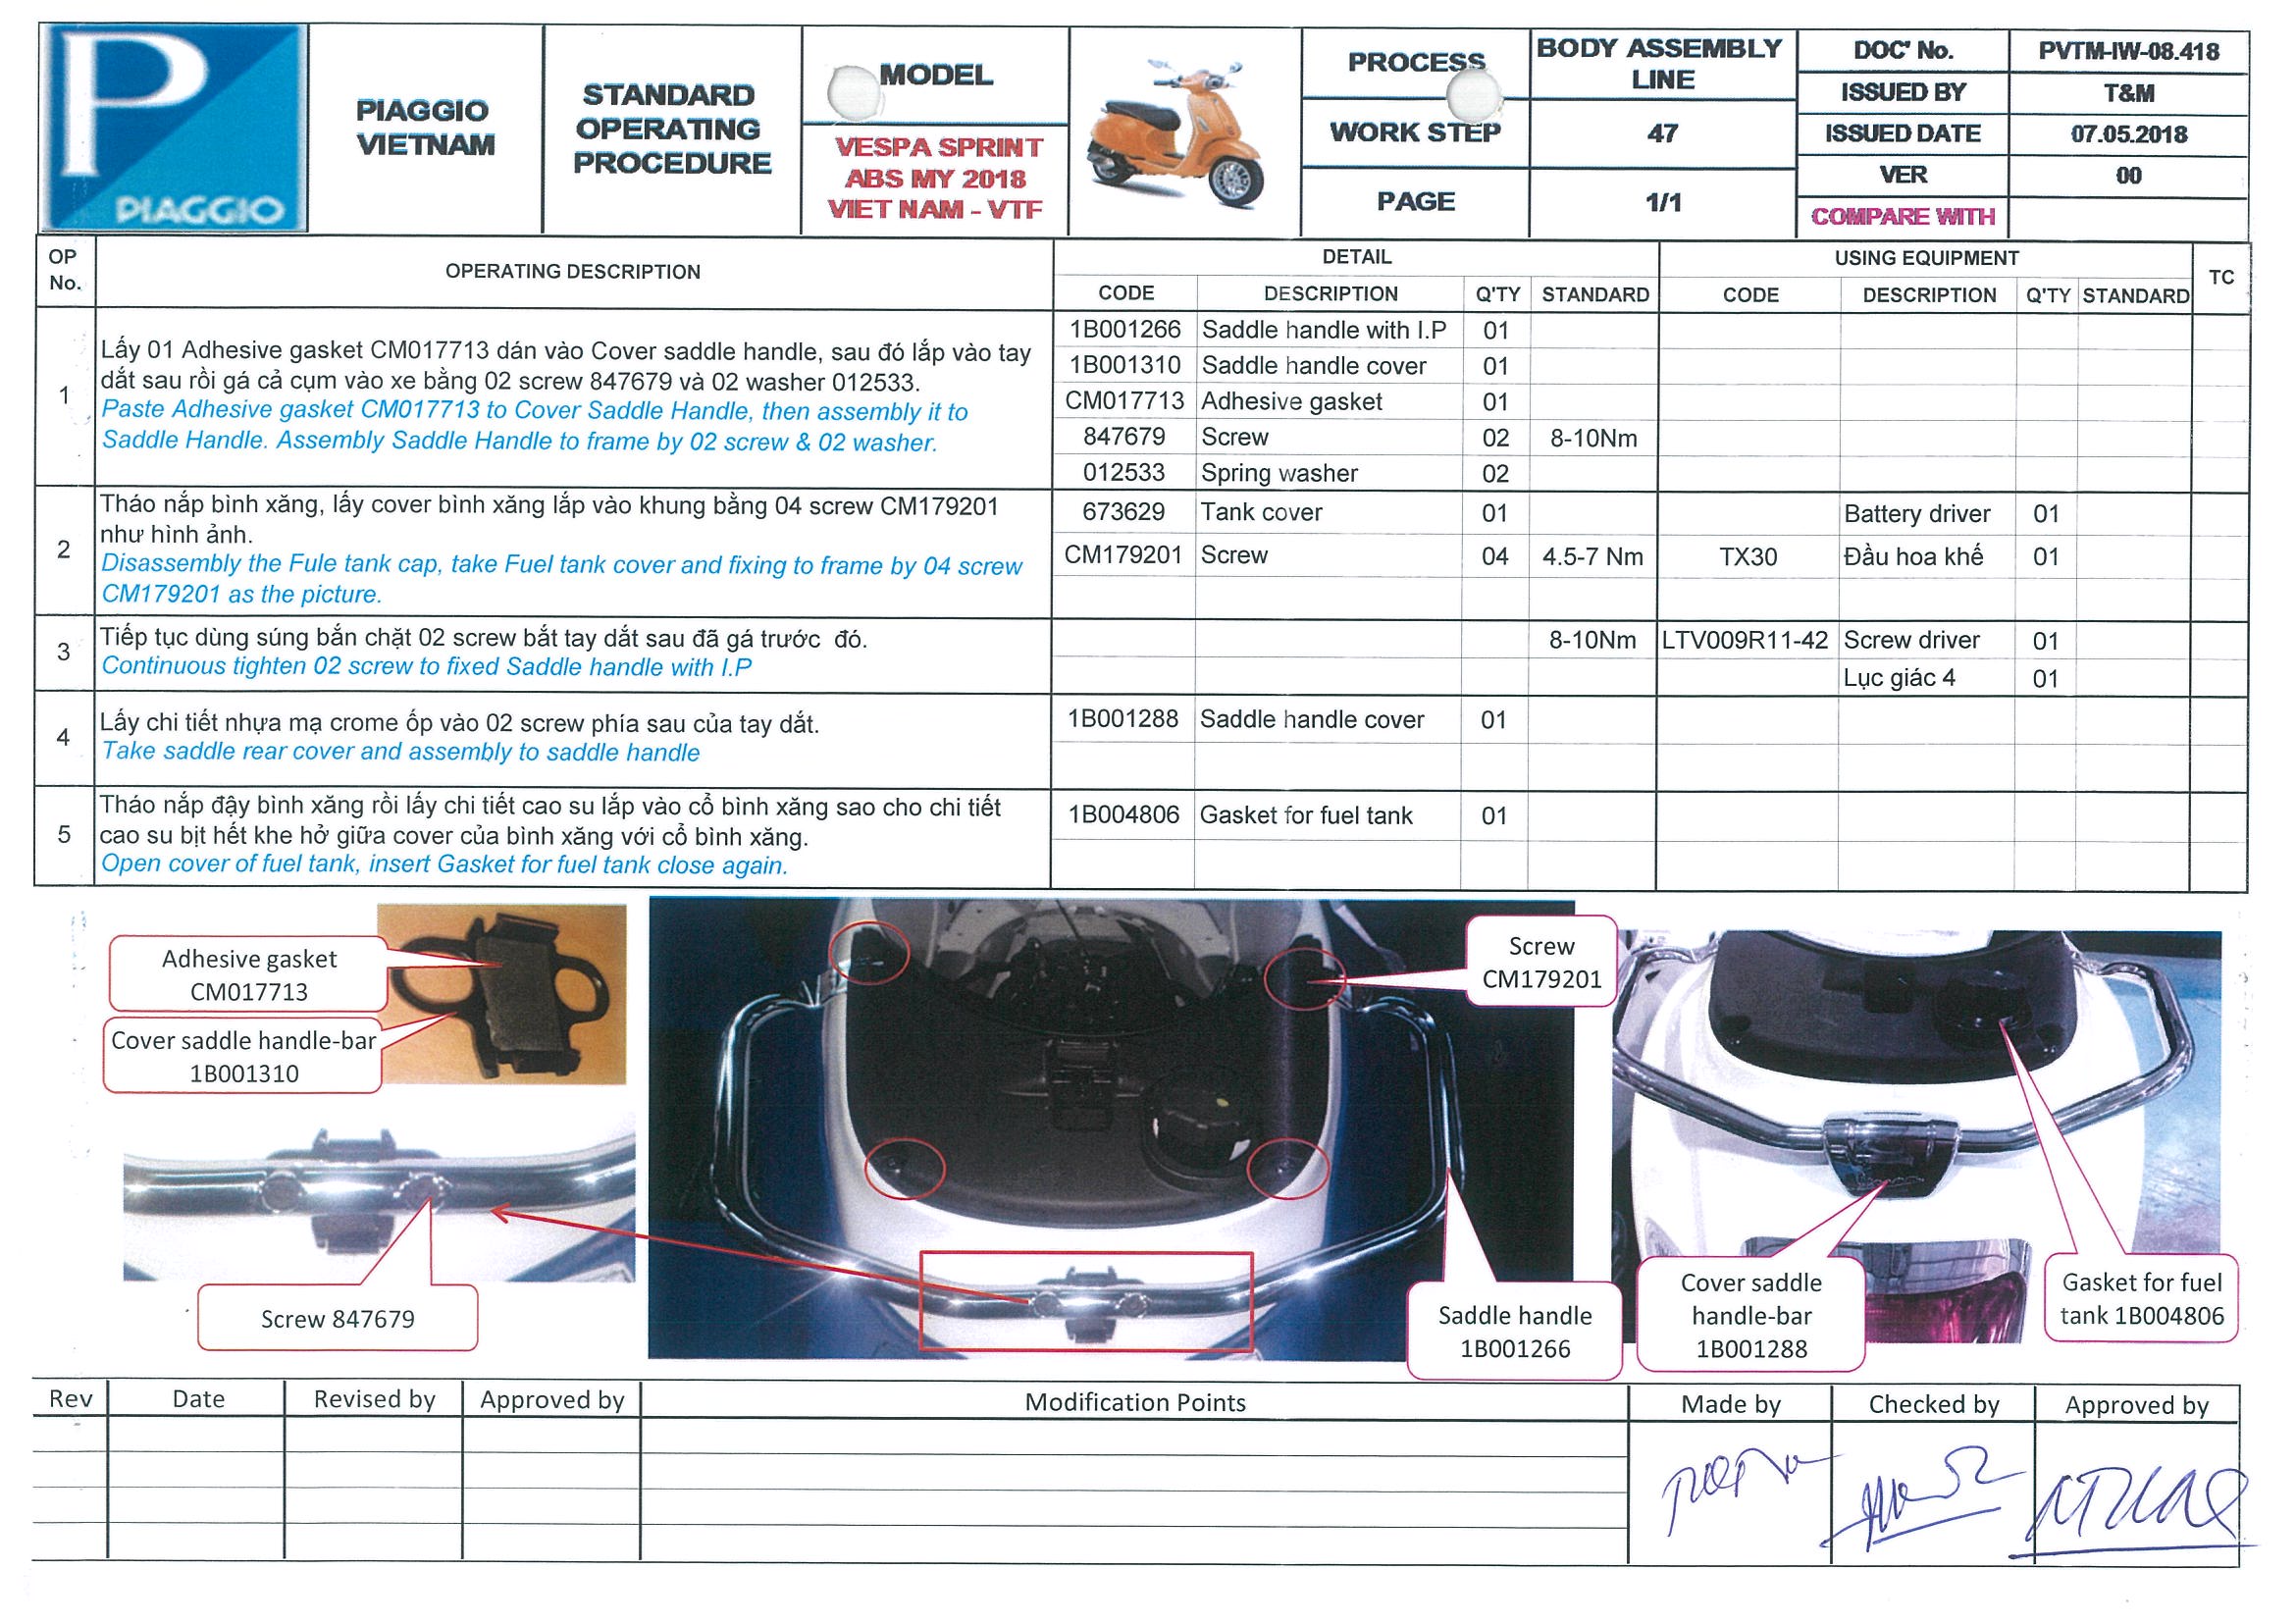 PIAGGIO
PIAGGIO
VIETNAM
STANDARD
OPERATING
PROCEDURE
MODEL
VESPA SPRINT
ABS MY 2018
VIET NAM - VTF
PROCESS
BODY ASSEMBLY
LINE
WORK STEP
47
PAGE
1/1
DOC' No.
PVTM-IW-08.418
ISSUED BY
T&M
ISSUED DATE
07.05.2018
VER
00
COMPARE WITH
OP
No.
OPERATING DESCRIPTION
DETAIL
USING EQUIPMENT
TC
CODE DESCRIPTION Q'TY STANDARD CODE DESCRIPTION Q'TY STANDARD
1
Lấy 01 Adhesive gasket CM017713 dán vào Cover saddle handle, sau đó lắp vào tay
dắt sau rồi gá cả cụm vào xe bằng 02 screw 847679 và 02 washer 012533.
Paste Adhesive gasket CM017713 to Cover Saddle Handle, then assembly it to
Saddle Handle. Assembly Saddle Handle to frame by 02 screw & 02 washer.
1B001266 Saddle handle with I.P 01
1B001310 Saddle handle cover 01
CM017713 Adhesive gasket 01
847679 Screw 02 8-10Nm
012533 Spring washer 02
2
Tháo nắp bình xăng, lấy cover bình xăng lắp vào khung bằng 04 screw CM179201
như hình ảnh.
Disassembly the Fule tank cap, take Fuel tank cover and fixing to frame by 04 screw
CM179201 as the picture.
673629 Tank cover 01 Battery driver 01
CM179201 Screw 04 4.5-7 Nm TX30 Đầu hoa khế 01
3
Tiếp tục dùng súng bắn chặt 02 screw bắt tay dắt sau đã gá trước đó.
Continuous tighten 02 screw to fixed Saddle handle with I.P
8-10Nm LTV009R11-42 Screw driver 01
Lục giác 4 01
4
Lấy chi tiết nhựa mạ crome ốp vào 02 screw phía sau của tay dắt.
Take saddle rear cover and assembly to saddle handle
1B001288 Saddle handle cover 01
5
Tháo nắp đậy bình xăng rồi lấy chi tiết cao su lắp vào cổ bình xăng sao cho chi tiết
cao su bịt hết khe hở giữa cover của bình xăng với cổ bình xăng.
Open cover of fuel tank, insert Gasket for fuel tank close again.
1B004806 Gasket for fuel tank 01
Adhesive gasket
CM017713
Cover saddle handle-bar
1B001310
Screw 847679
Screw
CM179201
Saddle handle
1B001266
Cover saddle
handle-bar
1B001288
Gasket for fuel
tank 1B004806
Rev Date Revised by Approved by Modification Points Made by Checked by Approved by